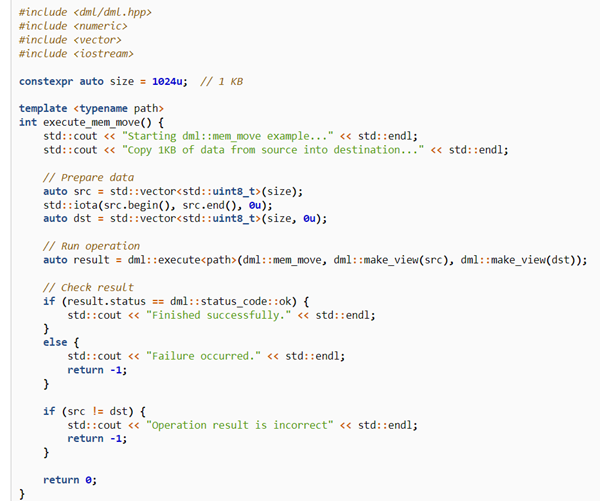 #include <dml/dml.hpp>
#include <numeric>
#include <vector>
#include <iostream>
constexpr auto size = 1024u;  // 1 KB
template <typename path>
int execute_mem_move() {
    std::cout << "Starting dml::mem_move example..." << std::endl;
    std::cout << "Copy 1KB of data from source into destination..." << std::endl;
    // Prepare data
    auto src = std::vector<std::uint8_t>(size);
    std::iota(src.begin(), src.end(), 0u);
    auto dst = std::vector<std::uint8_t>(size, 0u);
    // Run operation
    auto result = dml::execute<path>(dml::mem_move, dml::make_view(src), dml::make_view(dst));
    // Check result
    if (result.status == dml::status_code::ok) {
        std::cout << "Finished successfully." << std::endl;
    }
    else {
        std::cout << "Failure occurred." << std::endl;
        return -1;
    }
    if (src != dst) {
        std::cout << "Operation result is incorrect" << std::endl;
        return -1;
    }
    return 0;
}